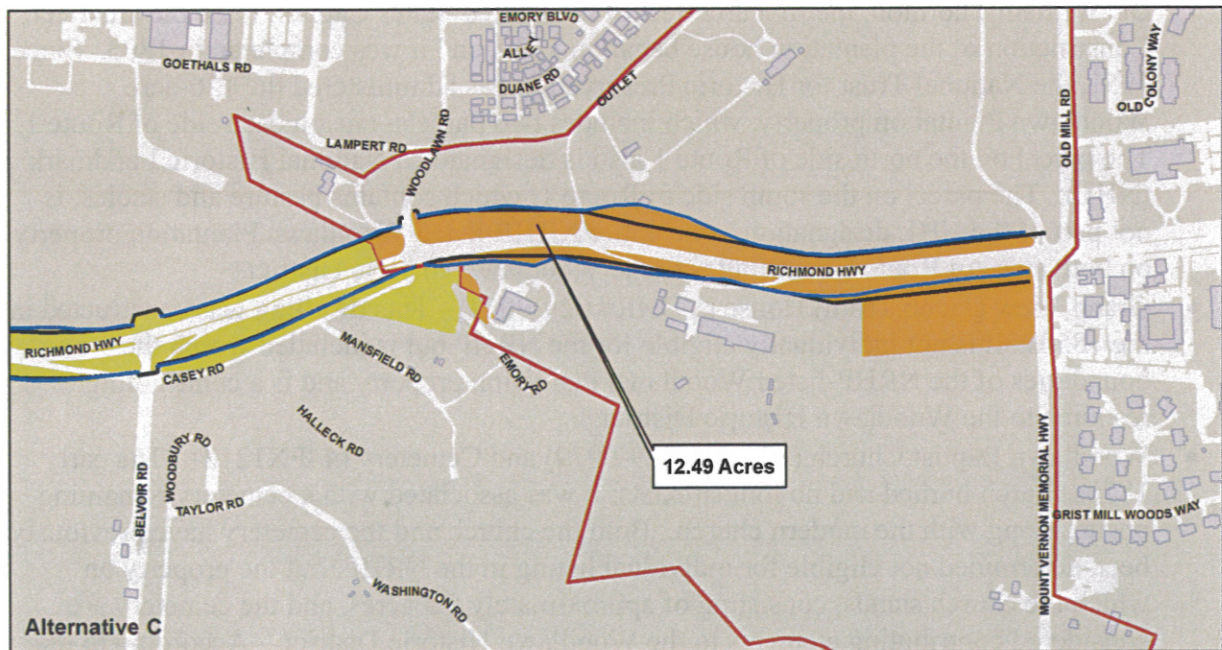 EMORY BLVD
ALLEY
GOETHALS RD
DUANE RD
OUTLET
OLD MILL RD
OLD COLONY WAY
LAMPERT RD
WOODLAWN RD
RICHMOND HWY
RICHMOND HWY
CASEY RD
MANSFIELD RD
EMORY RD
HALLECK RD
WOODBURY RD
BELVOIR RD
TAYLOR RD
12.49 Acres
MOUNT VERNON MEMORIAL HWY
GRIST MILL WOODS WAY
WASHINGTON RD
Alternative C